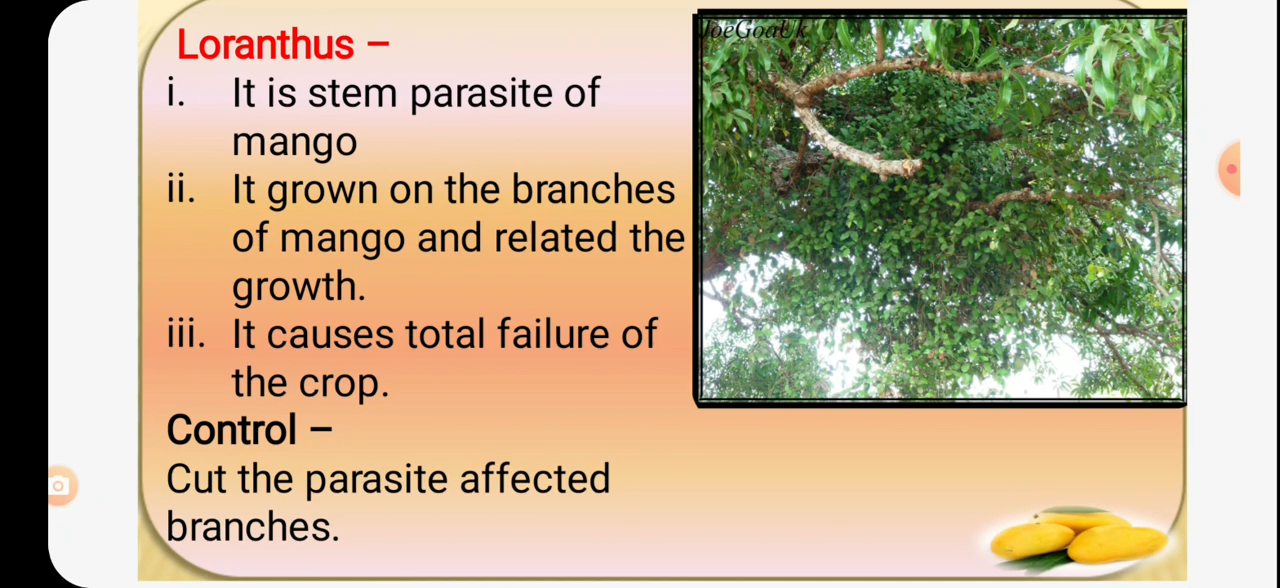 Loranthus –
JoeGoaUk
i. It is stem parasite of
mango
ii. It grown on the branches
of mango and related the
growth.
iii. It causes total failure of
the crop.
Control –
Cut the parasite affected
branches.